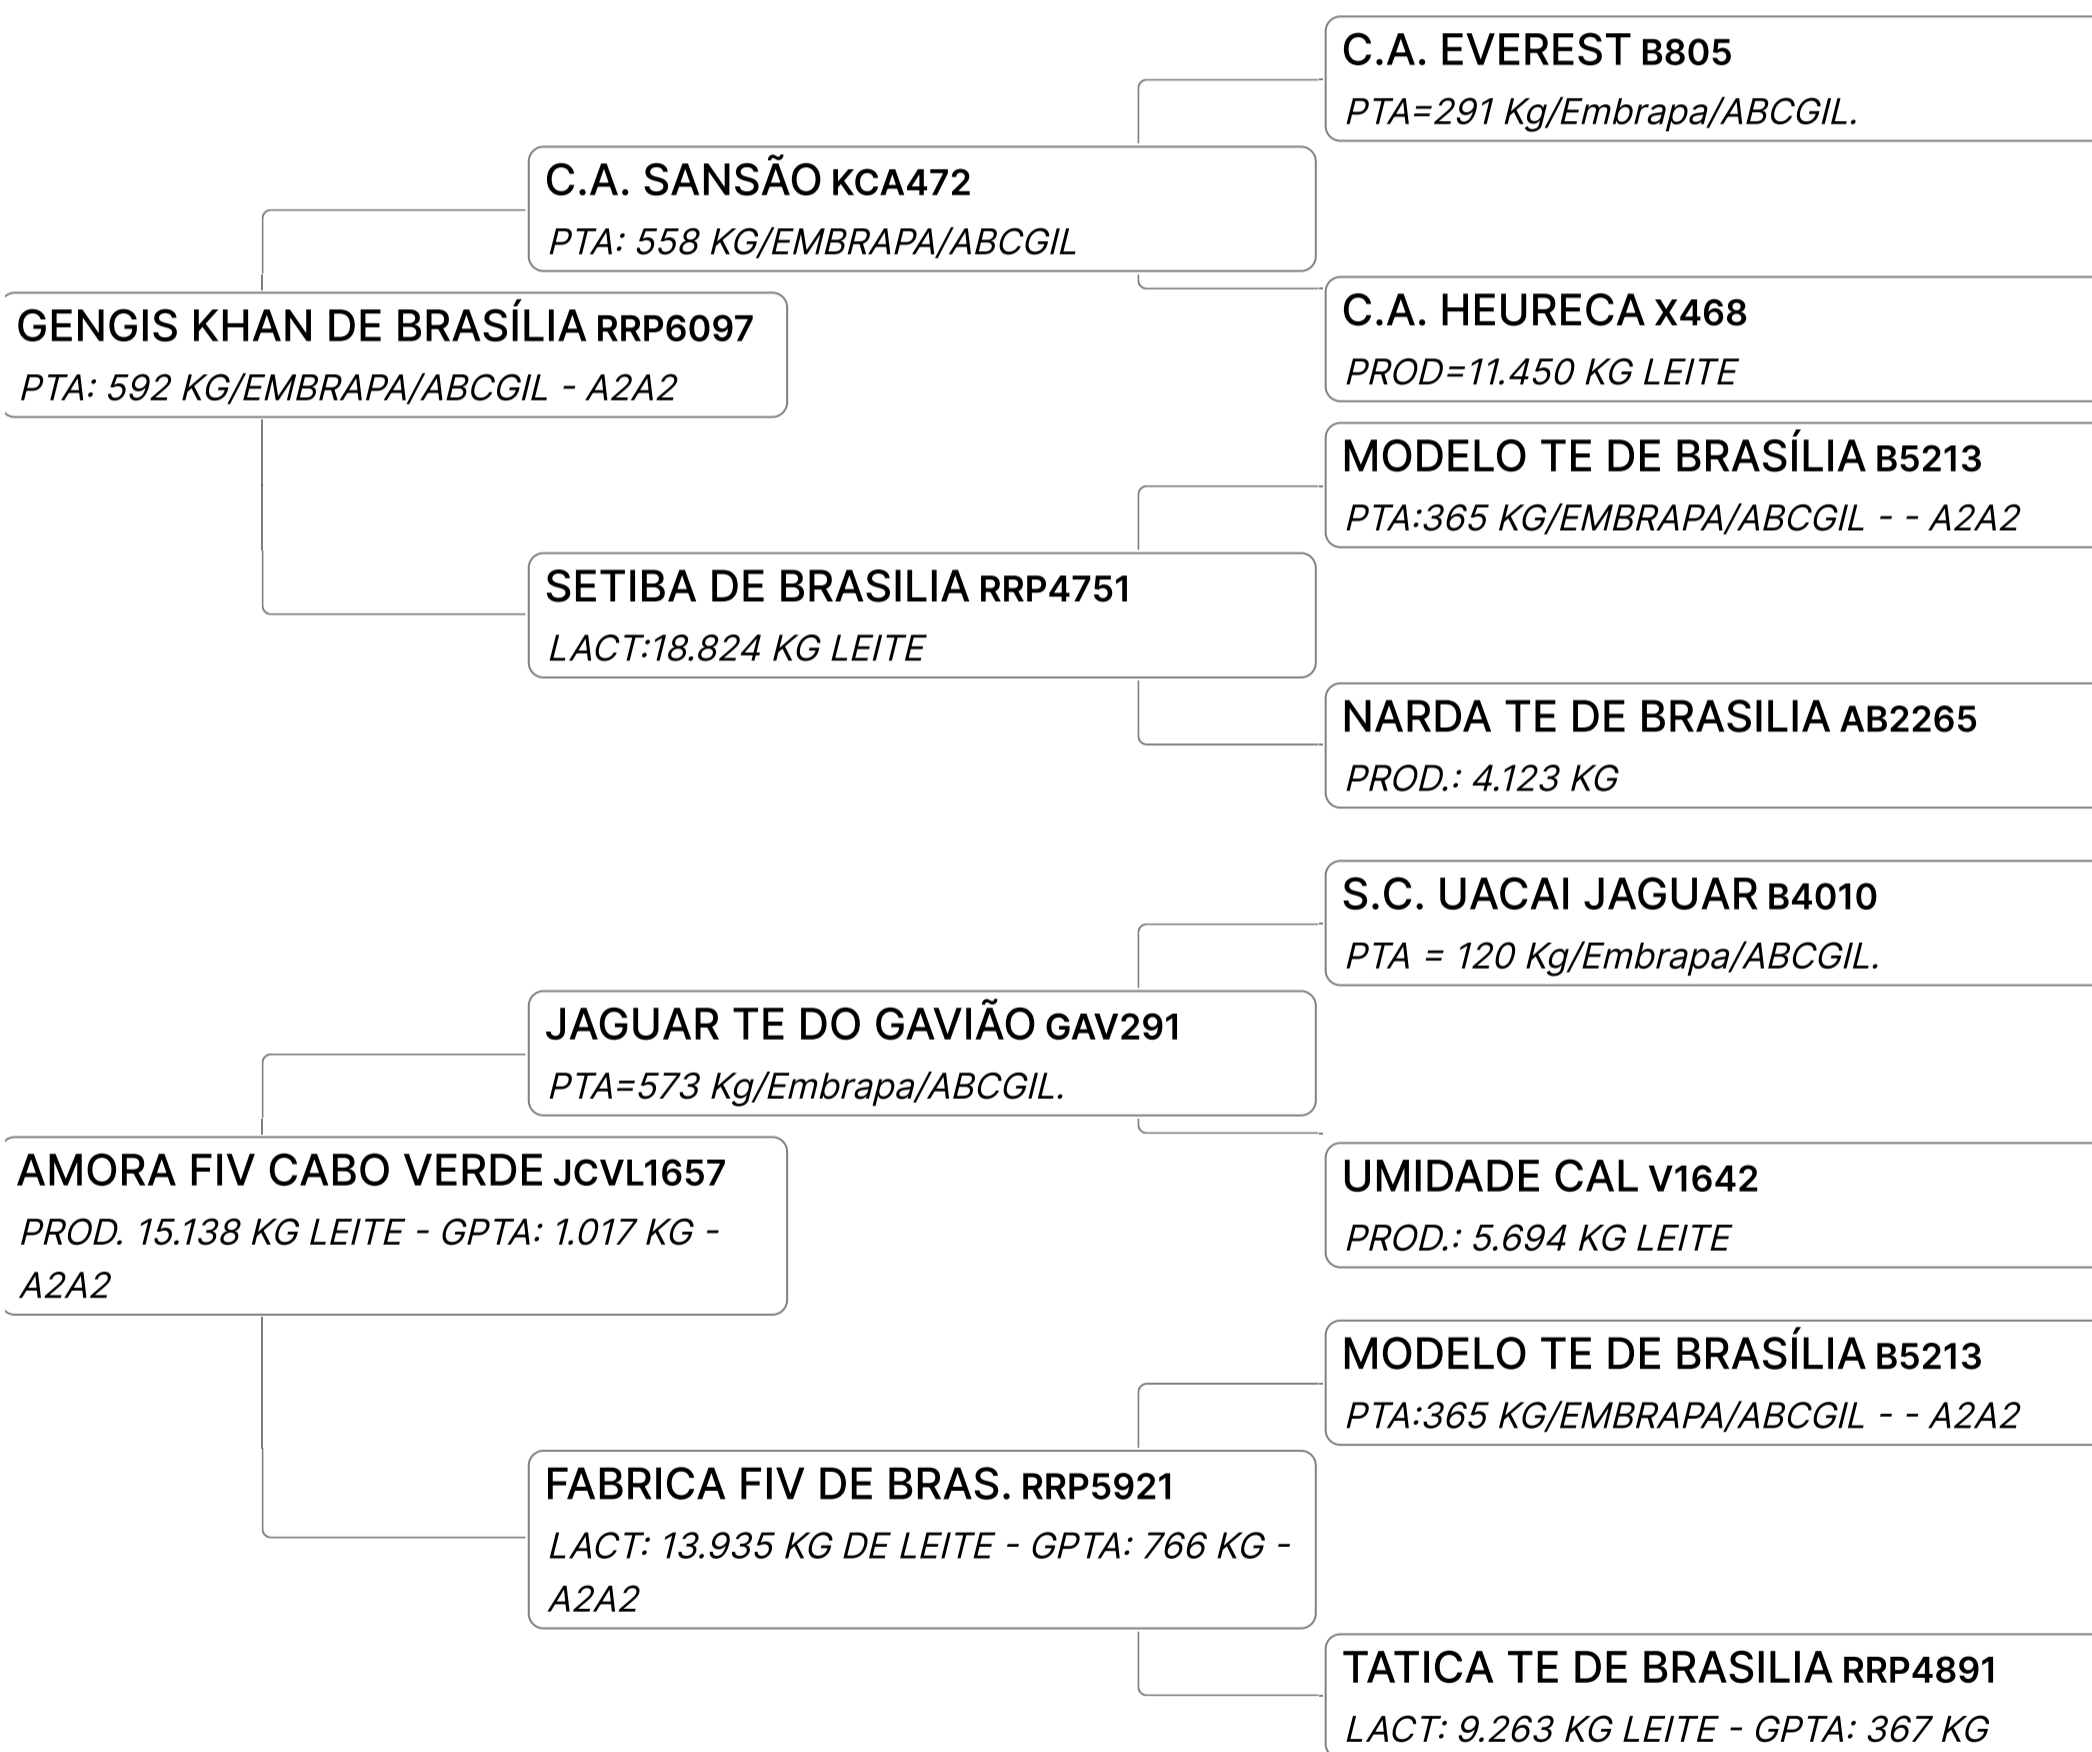 C.A. EVEREST B805
PTA=291 Kg/Embrapa/ABCGIL.
C.A. SANSÃO KCA472
PTA: 558 KG/EMBRAPA/ABCGIL
C.A. HEURECA X468
PROD=11.450 KG LEITE
GENGIS KHAN DE BRASÍLIA RRP6097
PTA: 592 KG/EMBRAPA/ABCGIL - A2A2
MODELO TE DE BRASÍLIA B5213
PTA:365 KG/EMBRAPA/ABCGIL - - A2A2
SETIBA DE BRASILIA RRP4751
LACT:18.824 KG LEITE
NARDA TE DE BRASILIA AB2265
PROD.: 4.123 KG
S.C. UACAI JAGUAR B4010
PTA = 120 Kg/Embrapa/ABCGIL.
JAGUAR TE DO GAVIÃO GAV291
PTA=573 Kg/Embrapa/ABCGIL.
UMIDADE CAL V1642
PROD.: 5.694 KG LEITE
AMORA FIV CABO VERDE JCVL1657
PROD. 15.138 KG LEITE - GPTA: 1.017 KG -
A2A2
MODELO TE DE BRASÍLIA B5213
PTA:365 KG/EMBRAPA/ABCGIL - - A2A2
FABRICA FIV DE BRAS. RRP5921
LACT: 13.935 KG DE LEITE - GPTA: 766 KG -
A2A2
TATICA TE DE BRASILIA RRP4891
LACT: 9.263 KG LEITE - GPTA: 367 KG